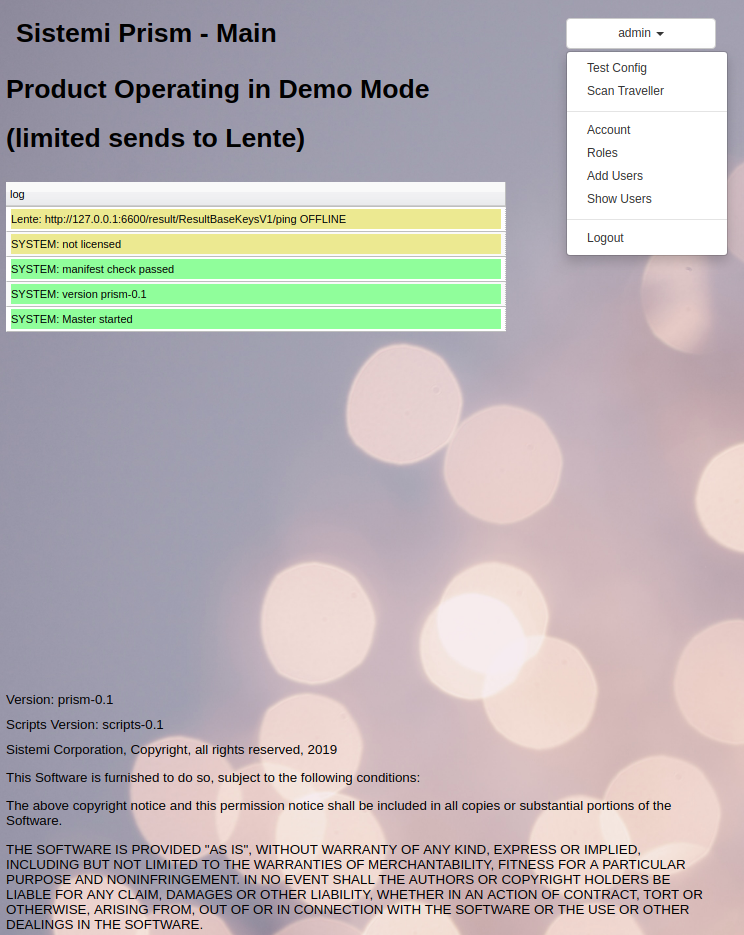 Sistemi Prism - Main
admin
Test Config
Scan Traveller
Account
Roles
Add Users
Show Users
Logout
Product Operating in Demo Mode
(limited sends to Lente)
log
Lente: http://127.0.0.1:6600/result/ResultBaseKeysV1/ping OFFLINE
SYSTEM: not licensed
SYSTEM: manifest check passed
SYSTEM: version prism-0.1
SYSTEM: Master started
Version: prism-0.1
Scripts Version: scripts-0.1
Sistemi Corporation, Copyright, all rights reserved, 2019
This Software is furnished to do so, subject to the following conditions:
The above copyright notice and this permission notice shall be included in all copies or substantial portions of the
Software.
THE SOFTWARE IS PROVIDED "AS IS", WITHOUT WARRANTY OF ANY KIND, EXPRESS OR IMPLIED,
INCLUDING BUT NOT LIMITED TO THE WARRANTIES OF MERCHANTABILITY, FITNESS FOR A PARTICULAR
PURPOSE AND NONINFRINGEMENT. IN NO EVENT SHALL THE AUTHORS OR COPYRIGHT HOLDERS BE
LIABLE FOR ANY CLAIM, DAMAGES OR OTHER LIABILITY, WHETHER IN AN ACTION OF CONTRACT, TORT OR
OTHERWISE, ARISING FROM, OUT OF OR IN CONNECTION WITH THE SOFTWARE OR THE USE OR OTHER
DEALINGS IN THE SOFTWARE.